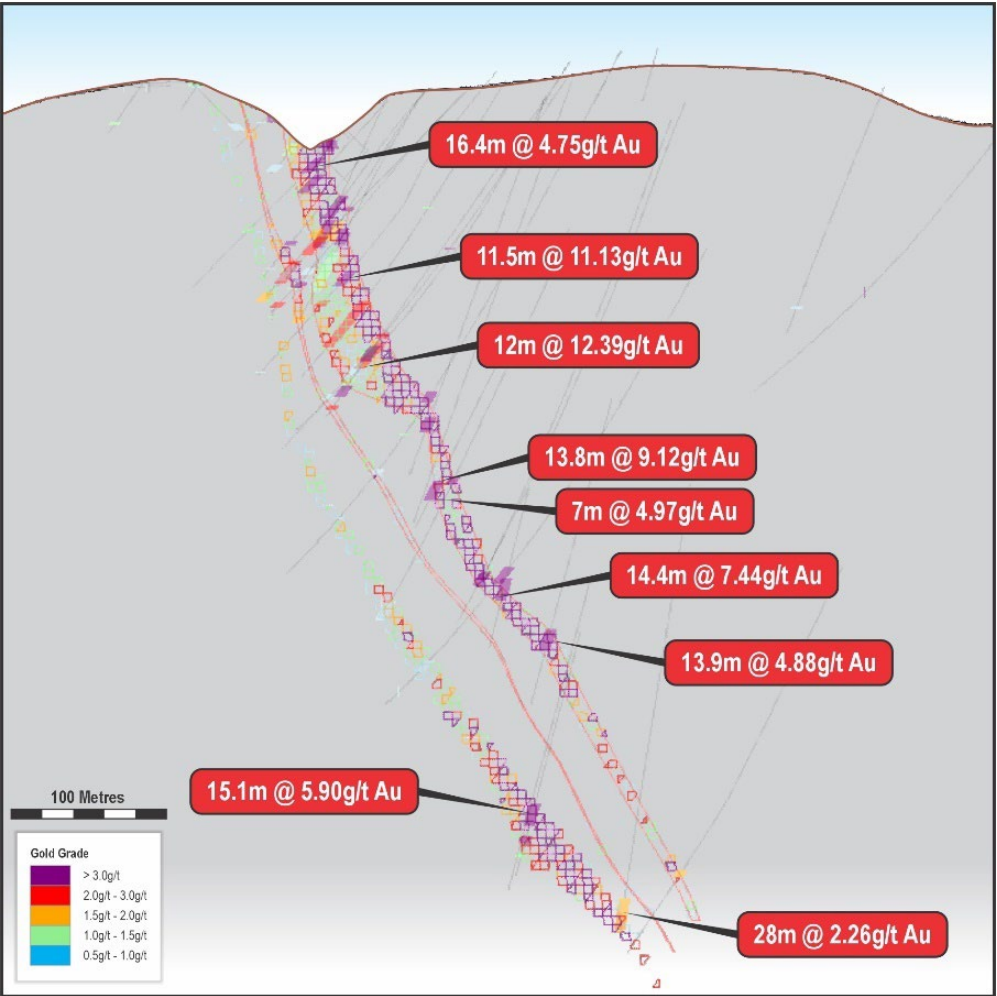 16.4m @ 4.75g/t Au
11.5m @ 11.13g/t Au
12m @ 12.39g/t Au
13.8m @ 9.12g/t Au
7m @ 4.97g/t Au
14.4m @ 7.44g/t Au
13.9m @ 4.88g/t Au
15.1m @ 5.90g/t Au
28m @ 2.26g/t Au
100 Metres
Gold Grade
> 3.0g/t
2.0g/t - 3.0g/t
1.5g/t - 2.0g/t
1.0g/t - 1.5g/t
0.5g/t - 1.0g/t